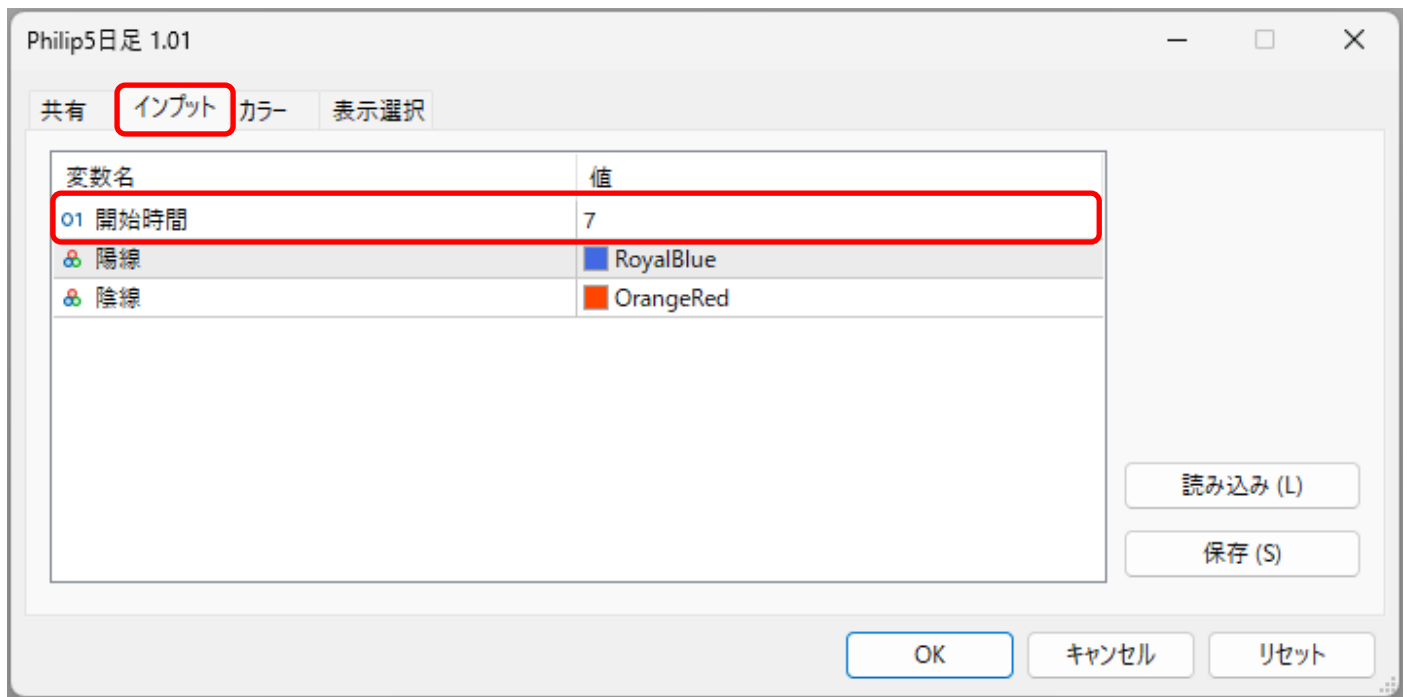 Philip5日足 1.01
共有 インプット カラー 表示選択
変数名 値
01 開始時間 7
陽線 RoyalBlue
陰線 OrangeRed
読み込み (L)
保存 (S)
OK キャンセル リセット